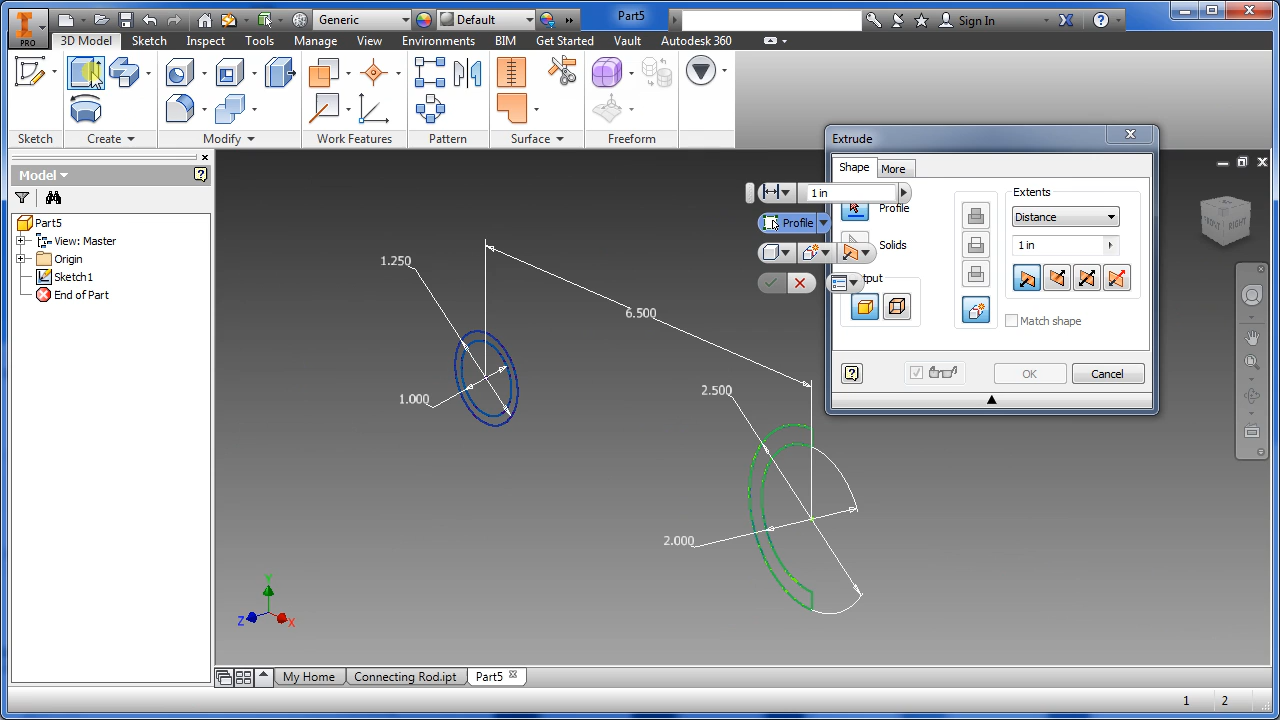 PRO
Generic
Default
Part5
Sign In
3D Model
Sketch
Inspect
Tools
Manage
View
Environments
BIM
Get Started
Vault
Autodesk 360
Sketch
Create
Modify
Work Features
Pattern
Surface
Freeform
Model
Part5
View: Master
Origin
Sketch1
End of Part
1.250
1.000
6.500
2.500
2.000
Z
Y
X
1 in
Profile
Extrude
Shape
More
Profile
Solids
Extents
Distance
1 in
Match shape
OK
Cancel
FRONT
RIGHT
My Home
Connecting Rod.ipt
Part5
1
2